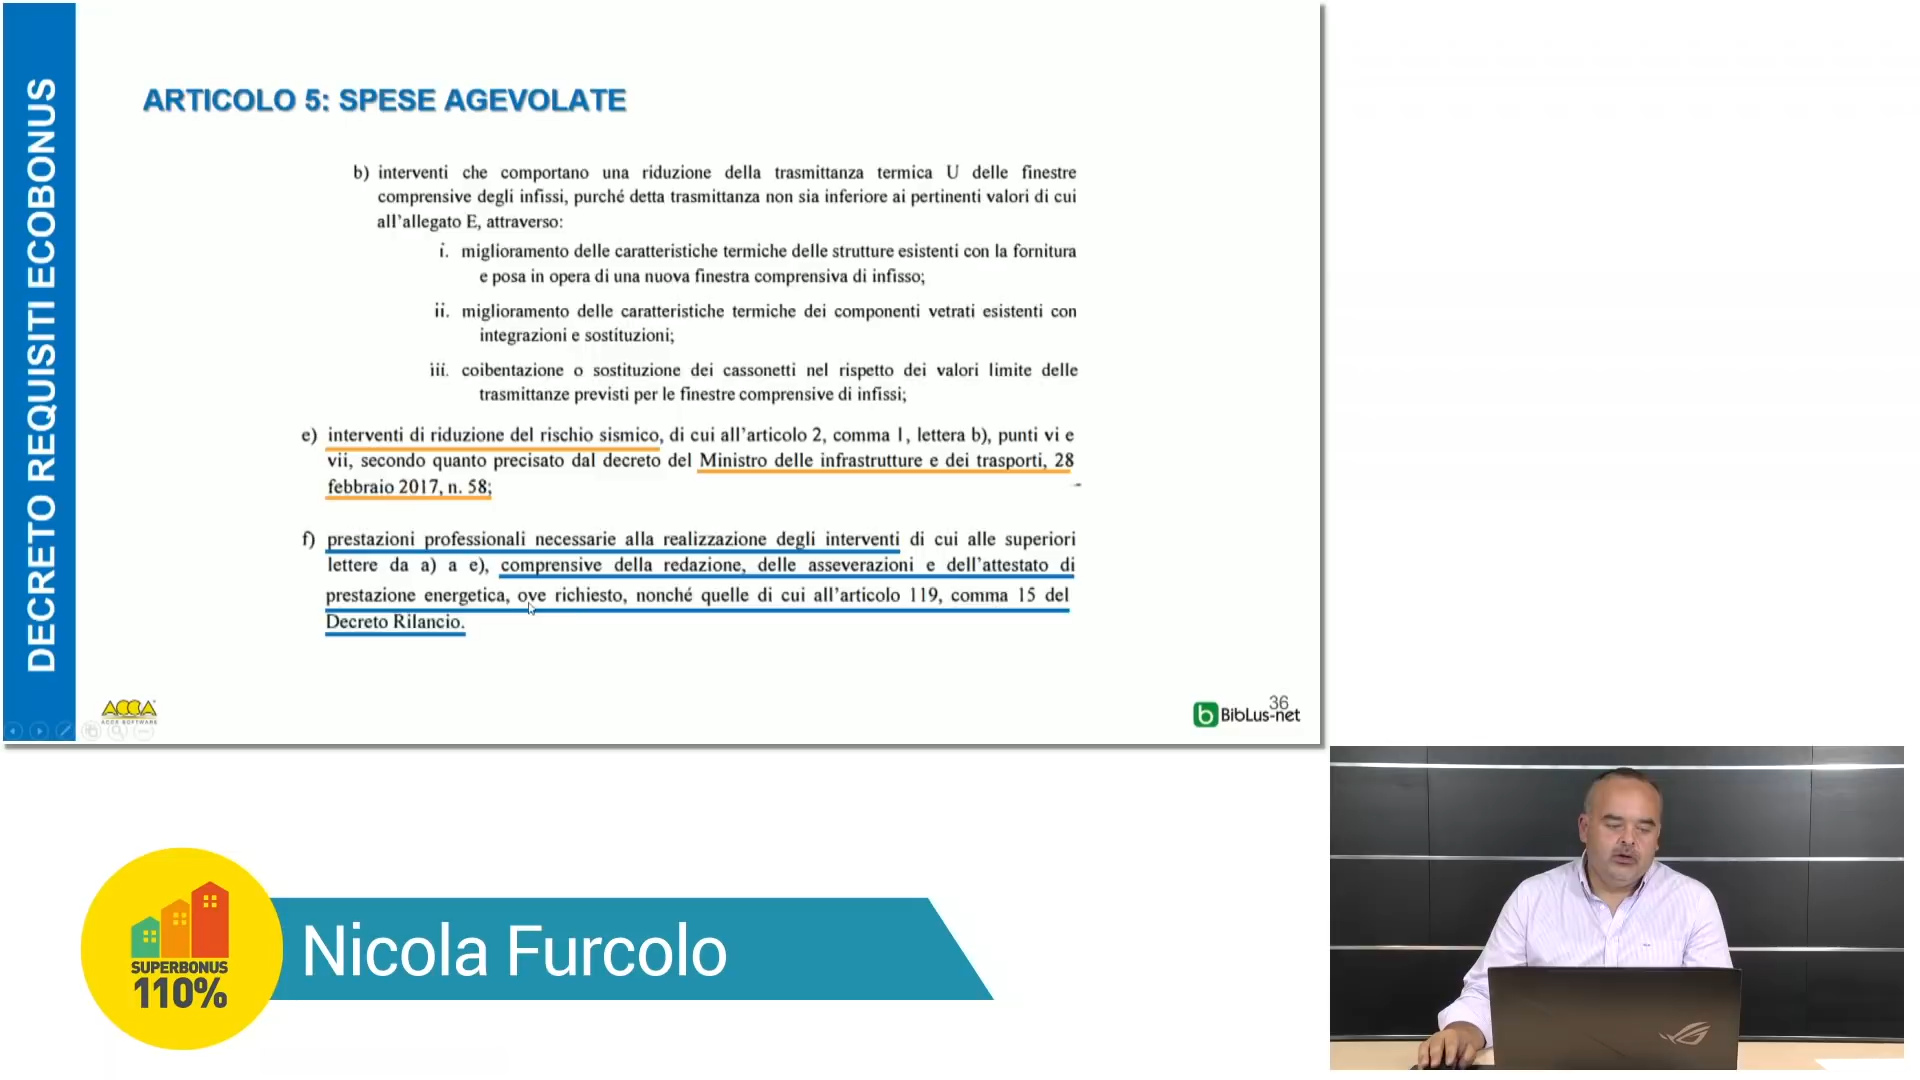 DECRETO REQUISITI ECOBONUS
ARTICOLO 5: SPESE AGEVOLATE
b) interventi che comportano una riduzione della trasmittanza termica U delle finestre
comprensive degli infissi, purché detta trasmittanza non sia inferiore ai pertinenti valori di cui
all'allegato E, attraverso:
i. miglioramento delle caratteristiche termiche delle strutture esistenti con la fornitura
e posa in opera di una nuova finestra comprensiva di infisso;
ii. miglioramento delle caratteristiche termiche dei componenti vetrati esistenti con
integrazioni e sostituzioni;
iii. coibentazione o sostituzione dei cassonetti nel rispetto dei valori limite delle
trasmittanze previsti per le finestre comprensive di infissi;
e) interventi di riduzione del rischio sismico, di cui all'articolo 2, comma 1, lettera b), punti vi e
vii, secondo quanto precisato dal decreto del Ministro delle infrastrutture e dei trasporti, 28
febbraio 2017, n. 58;
f) prestazioni professionali necessarie alla realizzazione degli interventi di cui alle superiori
lettere da a) a e), comprensive della redazione, delle asseverazioni e dell'attestato di
prestazione energetica, ove richiesto, nonché quelle di cui all'articolo 119, comma 15 del
Decreto Rilancio.
ACCA
ACCA SOFTWARE
36
b BibLus-net
SUPERBONUS
110%
Nicola Furcolo